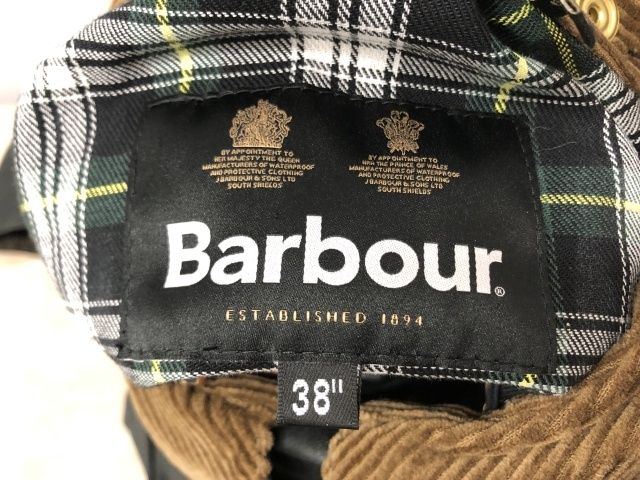 BY APPOINTMENT TO
HER MAJESTY THE QUEEN
MANUFACTURERS OF WATERPROOF
AND PROTECTIVE CLOTHING
J BARBOUR & SONS LTD
SOUTH SHIELDS
BY APPOINTMENT TO
HRH THE PRINCE OF WALES
MANUFACTURERS OF WATERPROOF
AND PROTECTIVE CLOTHING
J BARBOUR & SONS LTD
SOUTH SHIELDS
Barbour®
ESTABLISHED 1894
38"